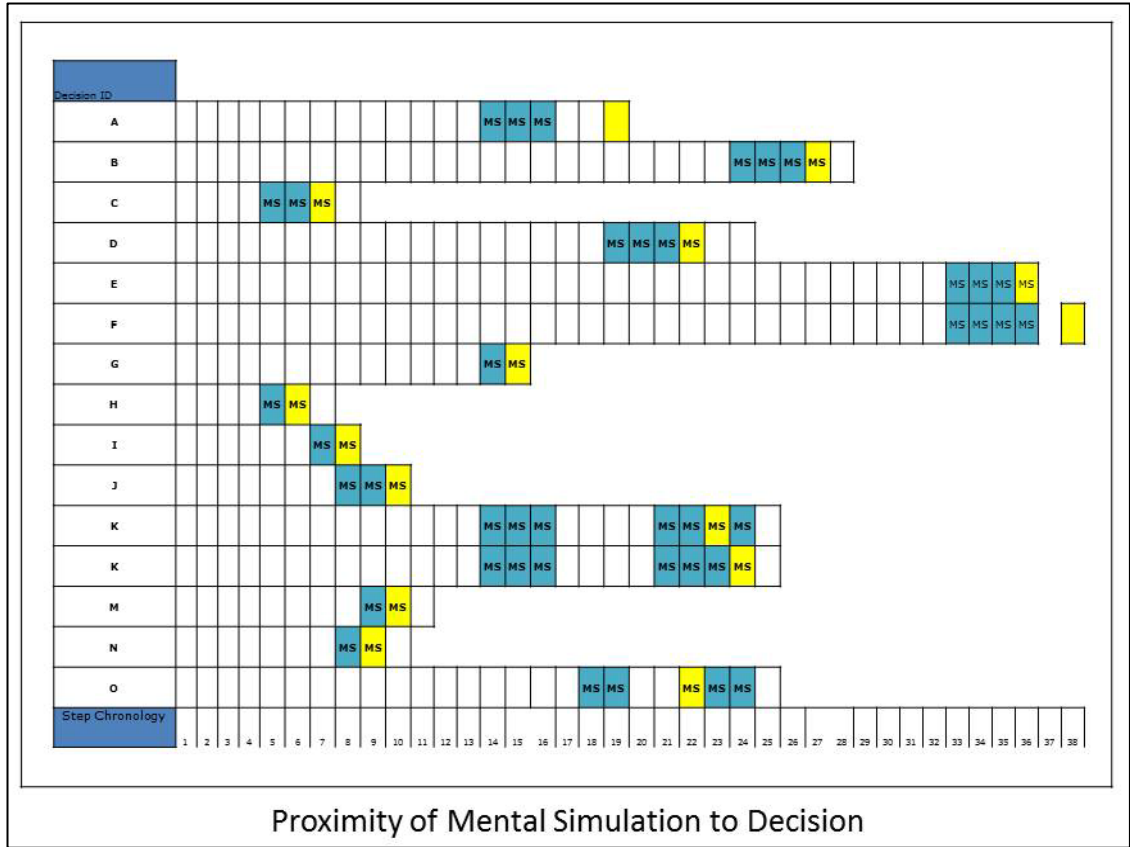 Decision ID
A MS MS MS
B MS MS MS MS
C MS MS MS
D MS MS MS MS
E MS MS MS MS
F MS MS MS MS
G MS MS
H MS MS
I MS MS
J MS MS MS
K MS MS MS MS MS MS MS
K MS MS MS MS MS MS MS
M MS MS
N MS MS
O MS MS MS MS MS
Step Chronology
1 2 3 4 5 6 7 8 9 10 11 12 13 14 15 16 17 18 19 20 21 22 23 24 25 26 27 28 29 30 31 32 33 34 35 36 37 38
Proximity of Mental Simulation to Decision